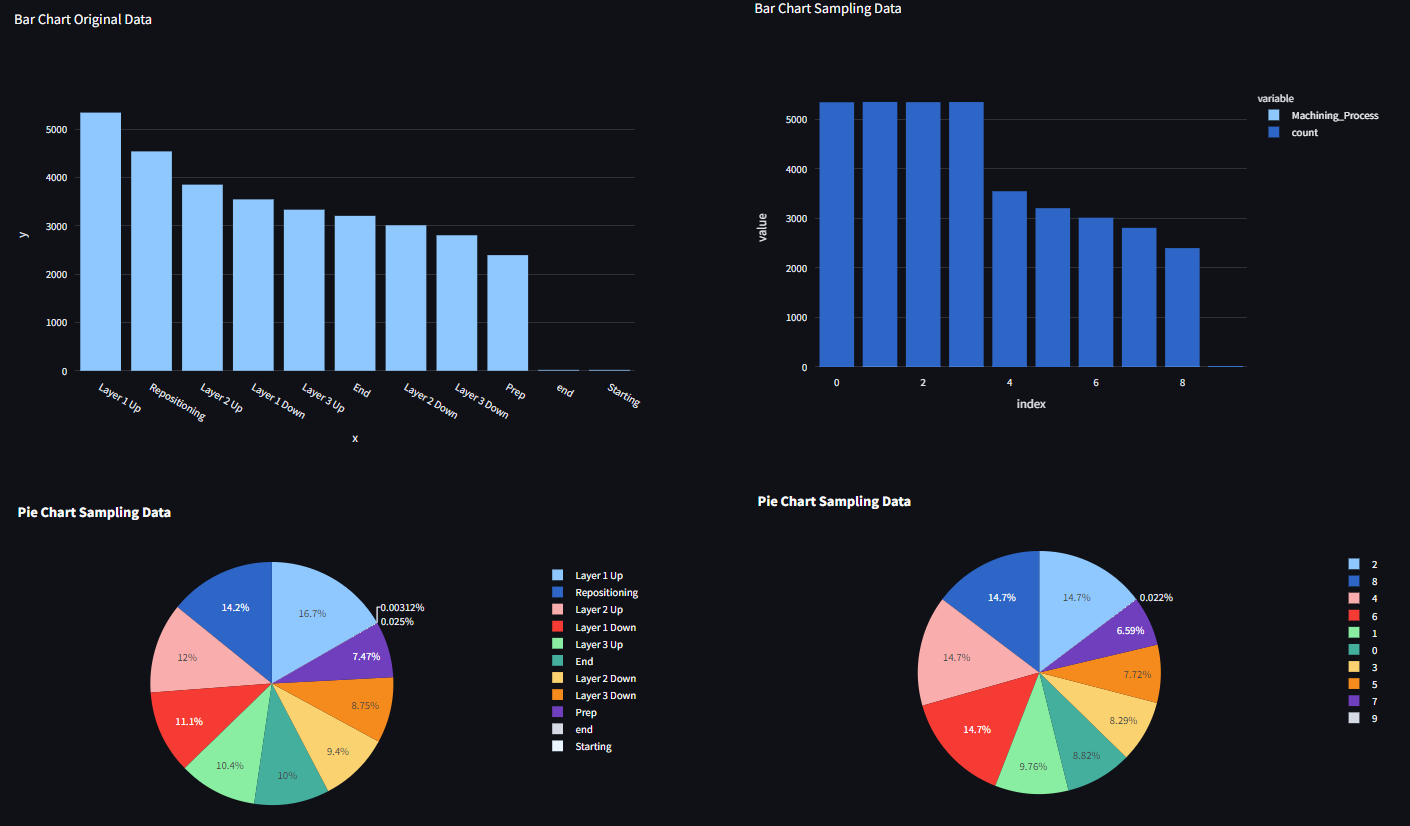 Bar Chart Original Data
5000
4000
3000
2000
1000
0
y
Layer 1 Up
Repositioning
Layer 2 Up
Layer 1 Down
Layer 3 Up
End
Layer 2 Down
Layer 3 Down
Prep
end
Starting
x
Bar Chart Sampling Data
5000
4000
3000
2000
1000
0
value
0
2
4
6
8
index
variable
Machining_Process
count
Pie Chart Sampling Data
16.7%
0.00312%
0.025%
7.47%
8.75%
9.4%
10%
10.4%
11.1%
12%
14.2%
Layer 1 Up
Repositioning
Layer 2 Up
Layer 1 Down
Layer 3 Up
End
Layer 2 Down
Layer 3 Down
Prep
end
Starting
Pie Chart Sampling Data
14.7%
0.022%
6.59%
7.72%
8.29%
8.82%
9.76%
14.7%
14.7%
14.7%
2
8
4
6
1
0
3
5
7
9